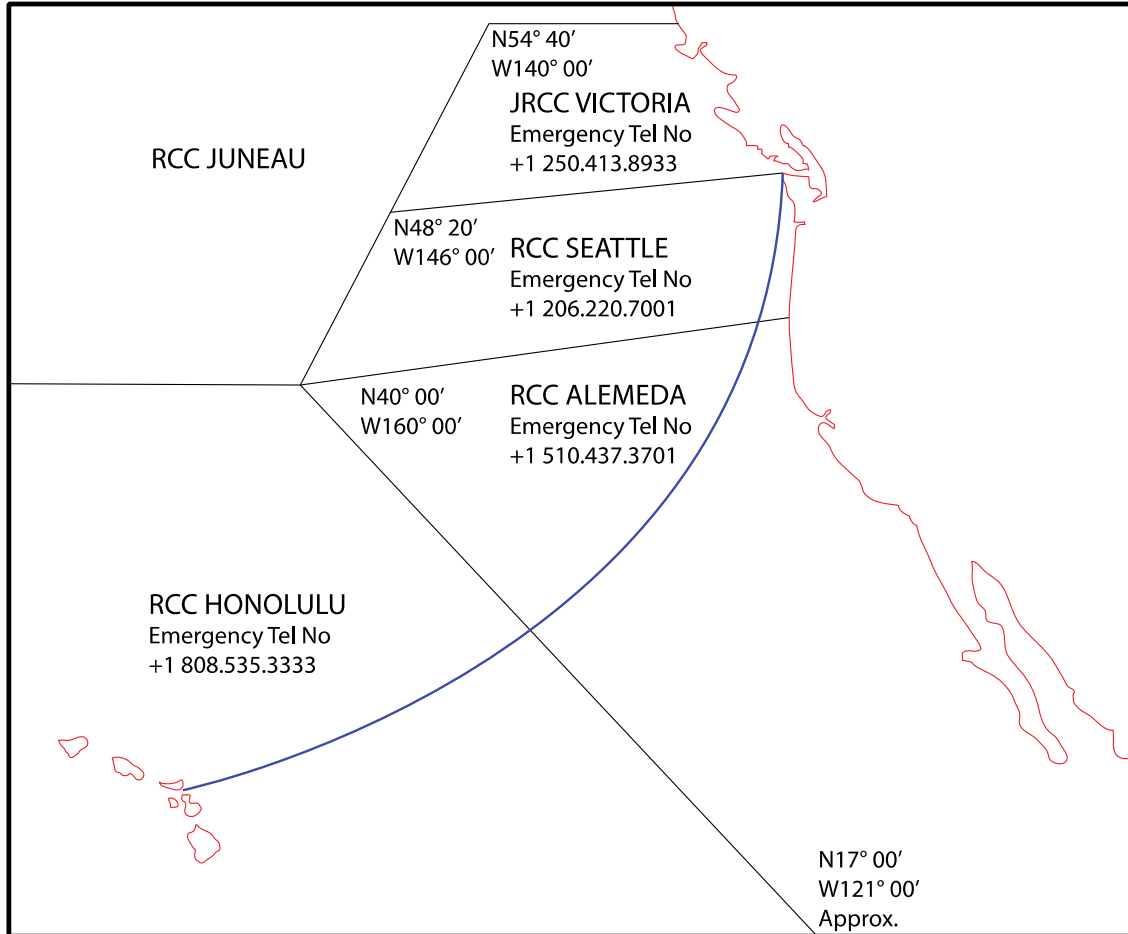 N54° 40′
W140° 00′
JRCC VICTORIA
Emergency Tel No
+1 250.413.8933
RCC JUNEAU
N48° 20′
W146° 00′
RCC SEATTLE
Emergency Tel No
+1 206.220.7001
N40° 00′
W160° 00′
RCC ALEMEDA
Emergency Tel No
+1 510.437.3701
RCC HONOLULU
Emergency Tel No
+1 808.535.3333
N17° 00′
W121° 00′
Approx.